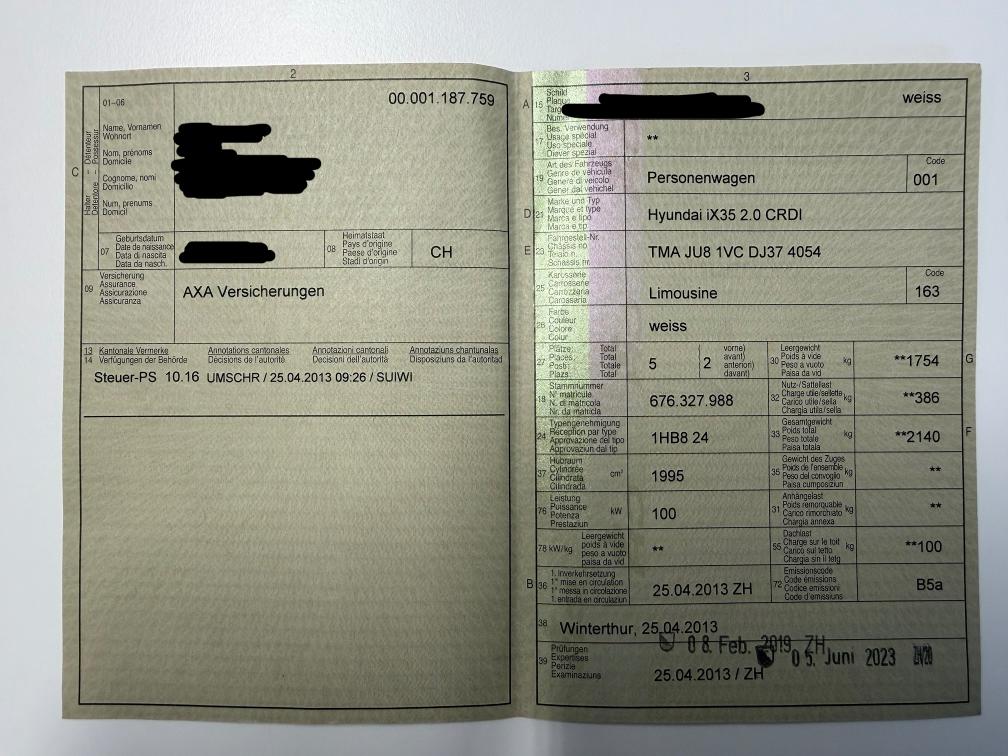 2
01–06
00.001.187.759
C
Halter – Détenteur
Detentore – Possessur
Name, Vornamen
Wohnort
Nom, prénoms
Domicile
Cognome, nomi
Domicilio
Num, prenums
Domicil
07
Geburtsdatum
Date de naissance
Data di nascita
Data da nasch.
08
Heimatstaat
Pays d'origine
Paese d'origine
Stadi d'origin
CH
09
Versicherung
Assurance
Assicurazione
Assicuranza
AXA Versicherungen
13 Kantonale Vermerke Annotations cantonales Annotazioni cantonali Annotaziuns chantunalas
14 Verfügungen der Behörde Décisions de l'autorité Decisioni dell'autorità Disposiziuns da l'autoritad
Steuer-PS 10.16 UMSCHR / 25.04.2013 09:26 / SUIWI
3
A 15
Schild
weiss
17
Bes. Verwendung
Usage spécial
Uso speciale
Diever spezial
**
19
Art des Fahrzeugs
Genre de véhicule
Genere di veicolo
Gener dal vehichel
Personenwagen
Code
001
D 21
Marke und Typ
Marque et type
Marca e tipo
Marca e tip
Hyundai iX35 2.0 CRDI
E 23
Fahrgestell-Nr.
Châssis no
Telaio n.
Schassis nr.
TMA JU8 1VC DJ37 4054
25
Karosserie
Carrosserie
Carrozzeria
Carossaria
Limousine
Code
163
26
Farbe
Couleur
Colore
Colur
weiss
27
Plätze: Total
Places: Total
Posti: Totale
Plazs: Total
5
2
vorne)
avant)
anteriori)
davant)
30
Leergewicht
Poids à vide
Peso a vuoto
Paisa da vid
kg
**1754
G
18
Stammnummer
N° matricule
N. di matricola
Nr. da matricla
676.327.988
32
Nutz-/Sattellast
Charge utile/sellette
Carico utile/sella
Chargia utila/sella
kg
**386
24
Typengenehmigung
Réception par type
Approvazione del tipo
Approvaziun dal tip
1HB8 24
33
Gesamtgewicht
Poids total
Peso totale
Paisa totala
kg
**2140
F
37
Hubraum
Cylindrée
Cilindrata
Cilindrada
cm³
1995
35
Gewicht des Zuges
Poids de l'ensemble
Peso del convoglio
Paisa cumposiziun
kg
**
76
Leistung
Puissance
Potenza
Prestaziun
kW
100
31
Anhängelast
Poids remorquable
Carico rimorchiato
Chargia annexa
kg
**
78 kW/kg
Leergewicht
poids à vide
peso a vuoto
paisa da vid
**
55
Dachlast
Charge sur le toit
Carico sul tetto
Chargia sin il tetg
kg
**100
B 36
1. Inverkehrsetzung
1re mise en circulation
1a messa in circolazione
1. entrada en circulaziun
25.04.2013 ZH
72
Emissionscode
Code émissions
Codice emissioni
Code d'emissiuns
B5a
38
Winterthur, 25.04.2013
39
Prüfungen
Expertises
Perizie
Examinaziuns
08. Feb. 2019 ZH
05. Juni 2023
25.04.2013 / ZH